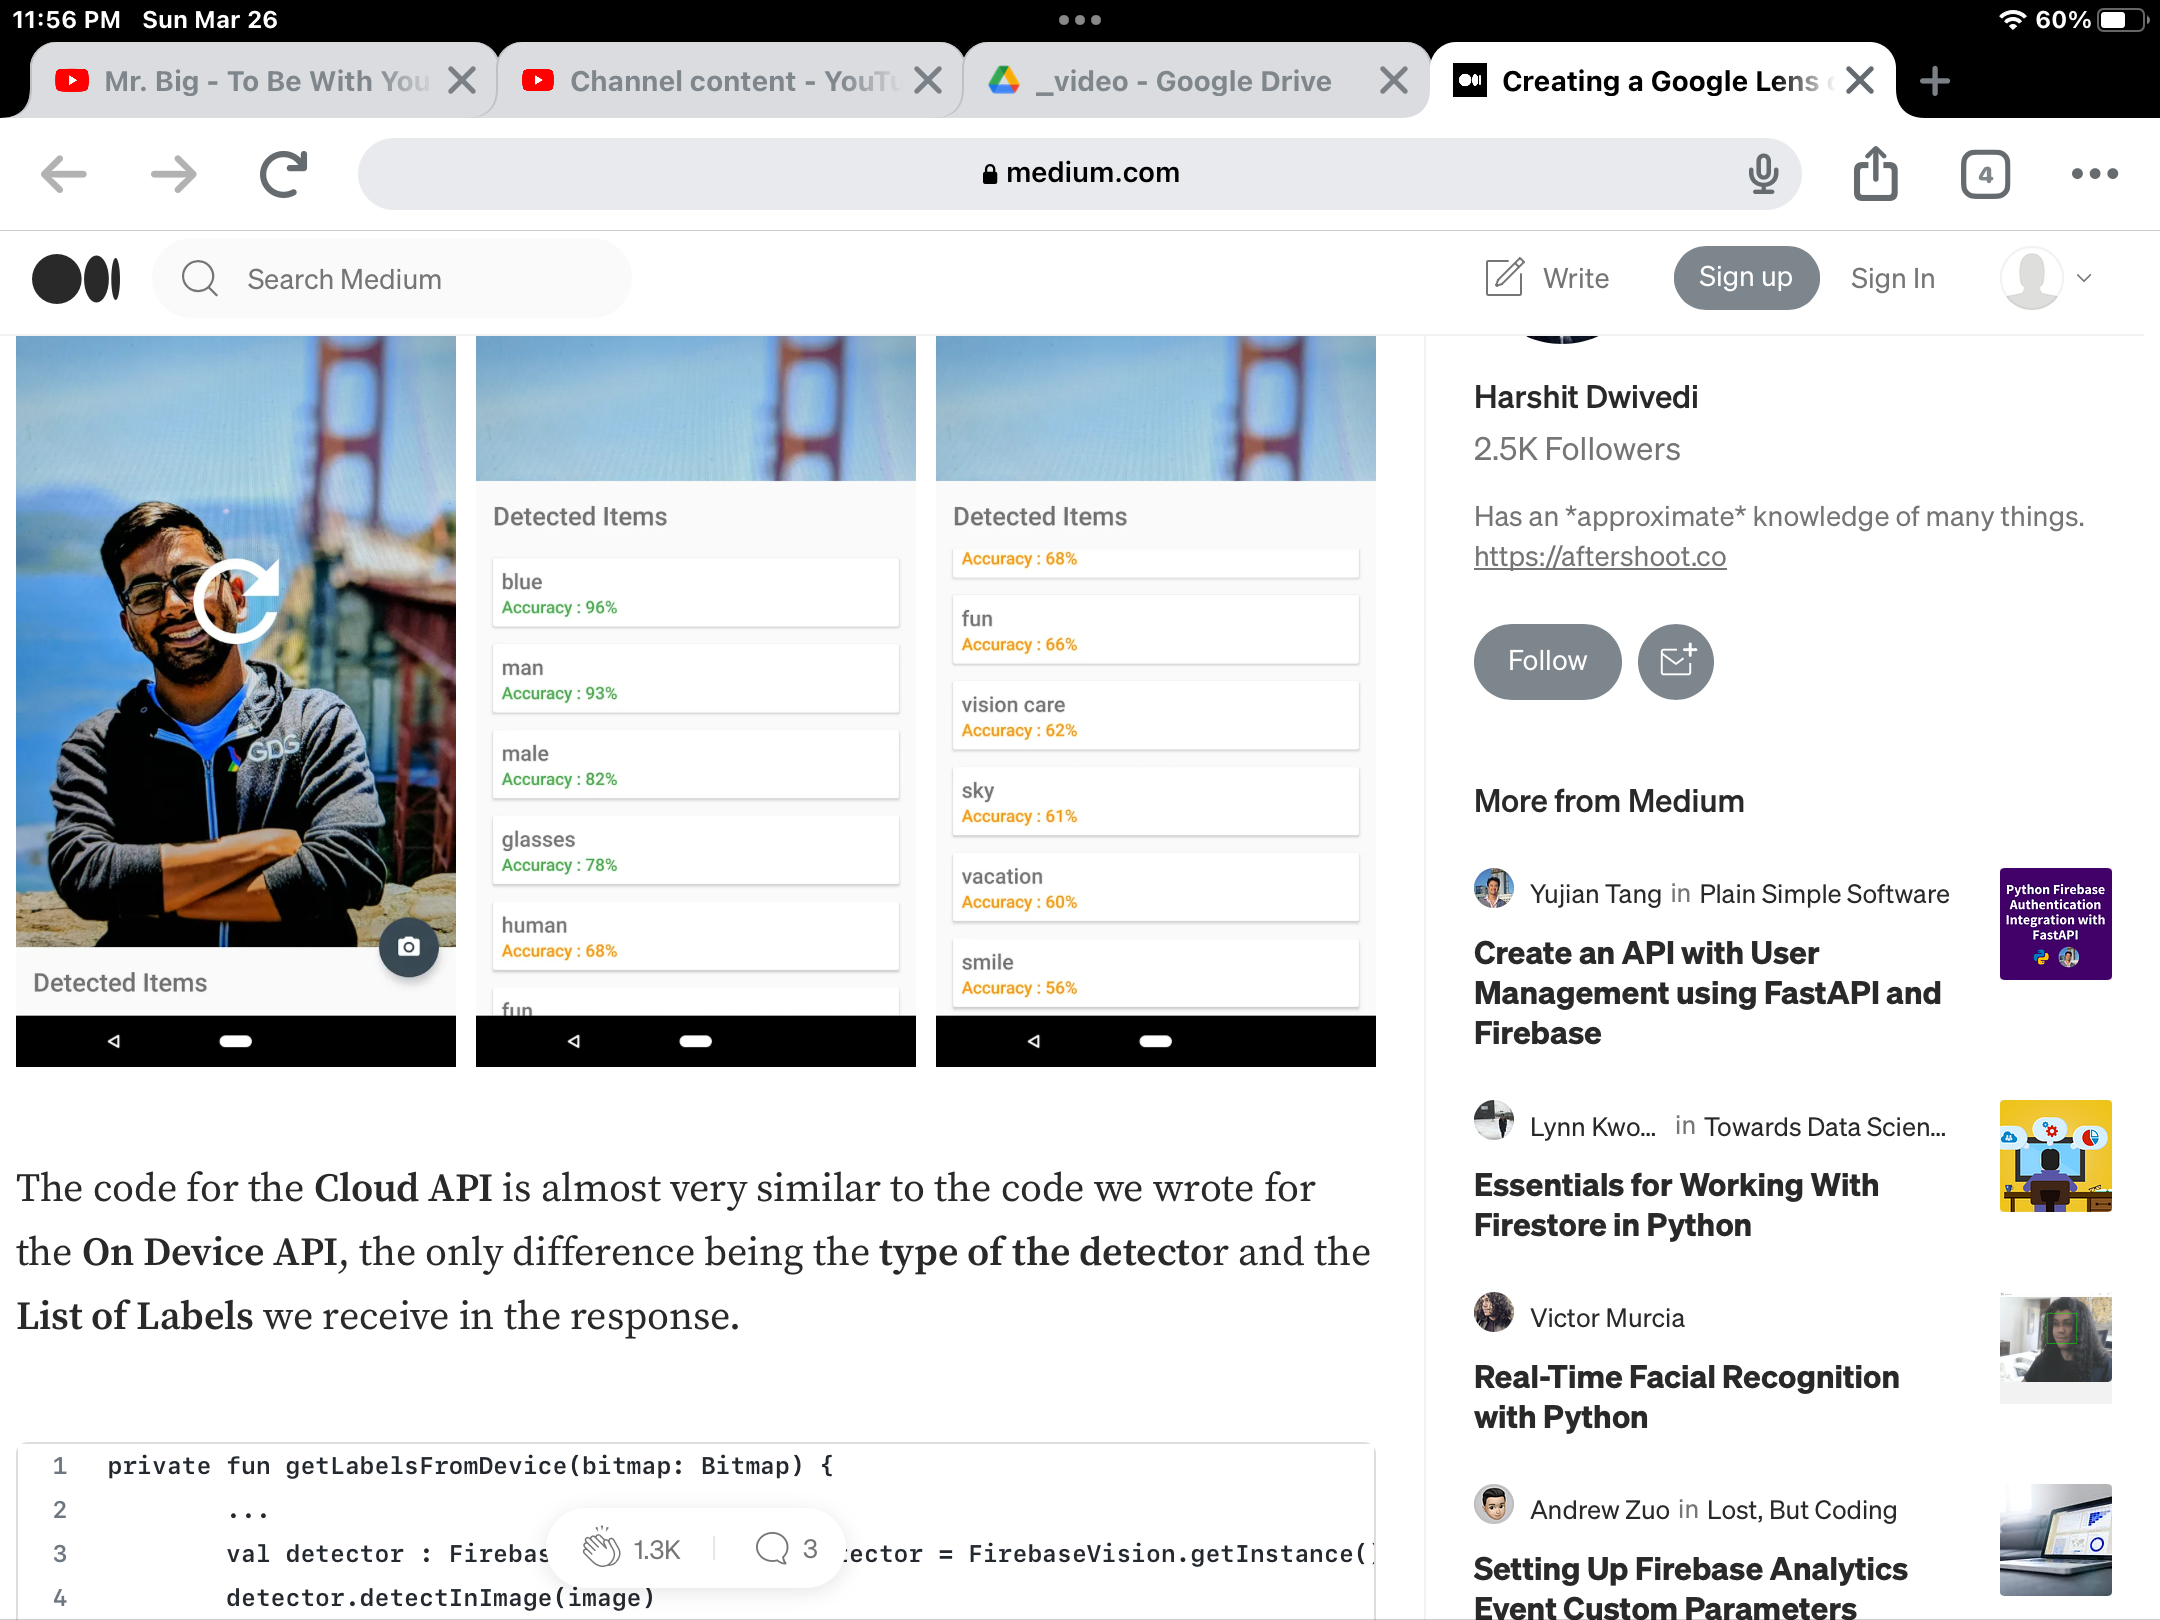 11:56 PM Sun Mar 26
60%
Mr. Big - To Be With You
Channel content - YouTu
_video - Google Drive
Creating a Google Lens
medium.com
4
Search Medium
Write
Sign up
Sign In
GDG
Detected Items
Detected Items
blue
Accuracy : 96%
man
Accuracy : 93%
male
Accuracy : 82%
glasses
Accuracy : 78%
human
Accuracy : 68%
fun
Detected Items
Accuracy : 68%
fun
Accuracy : 66%
vision care
Accuracy : 62%
sky
Accuracy : 61%
vacation
Accuracy : 60%
smile
Accuracy : 56%
The code for the Cloud API is almost very similar to the code we wrote for
the On Device API, the only difference being the type of the detector and the
List of Labels we receive in the response.
1 private fun getLabelsFromDevice(bitmap: Bitmap) {
2 ...
3 val detector : Firebas tector = FirebaseVision.getInstance()
4 detector.detectInImage(image)
1.3K
3
Harshit Dwivedi
2.5K Followers
Has an *approximate* knowledge of many things.
https://aftershoot.co
Follow
More from Medium
Yujian Tang in Plain Simple Software
Create an API with User
Management using FastAPI and
Firebase
Python Firebase
Authentication
Integration with
FastAPI
Lynn Kwo... in Towards Data Scien...
Essentials for Working With
Firestore in Python
Victor Murcia
Real-Time Facial Recognition
with Python
Andrew Zuo in Lost, But Coding
Setting Up Firebase Analytics
Event Custom Parameters